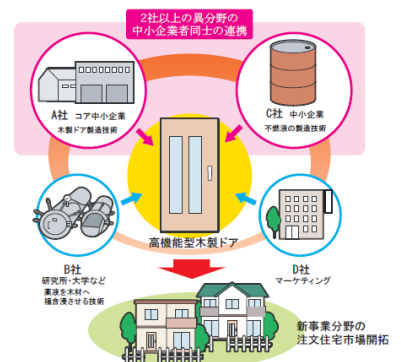 2社以上の異分野の
中小企業者同士の連携
A社 コア中小企業
木製ドア製造技術
C社 中小企業
不燃液の製造技術
高機能型木製ドア
B社
研究所・大学など
薬液を木材へ
福合浸させる技術
D社
マーケティング
新事業分野の
注文住宅市場開拓